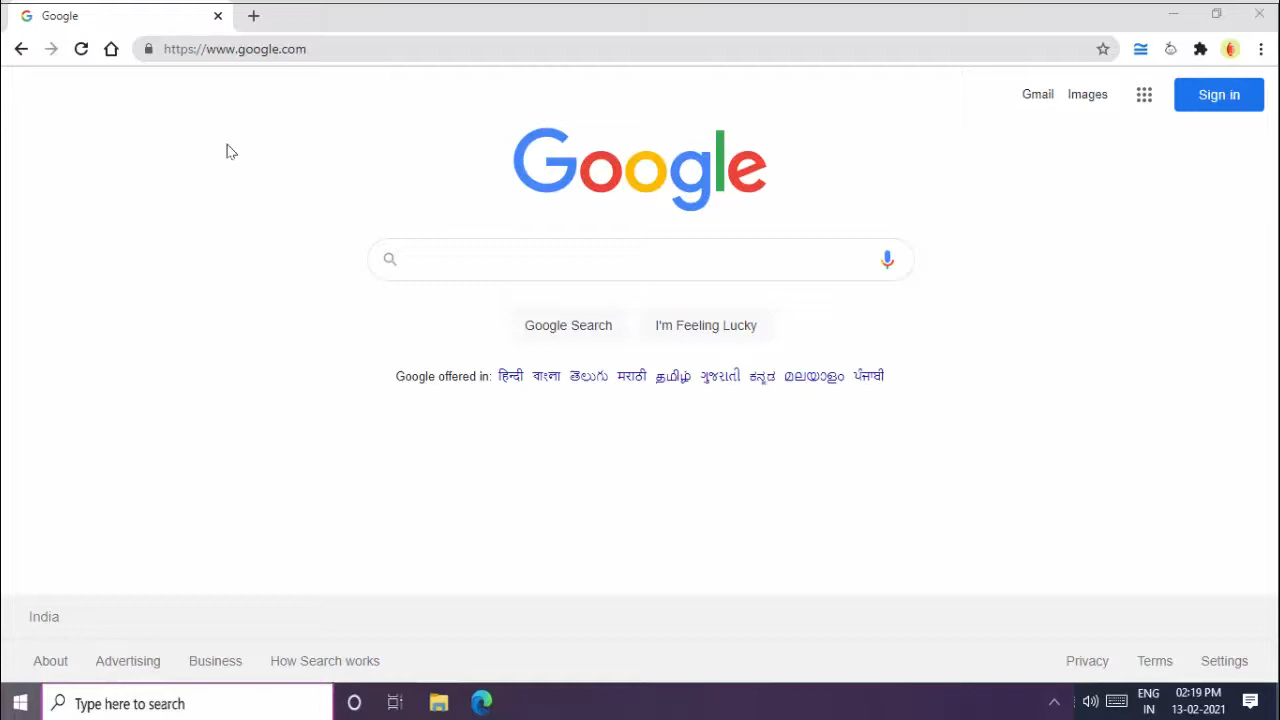 Google
https://www.google.com
Gmail Images Sign in
Google
Google Search I'm Feeling Lucky
Google offered in: हिन्दी বাংলা తెలుగు मराठी தமிழ் ગુજરાતી ಕನ್ನಡ മലയാളം ਪੰਜਾਬੀ
India
About Advertising Business How Search works Privacy Terms Settings
Type here to search
ENG 02:19 PM
IN 13-02-2021